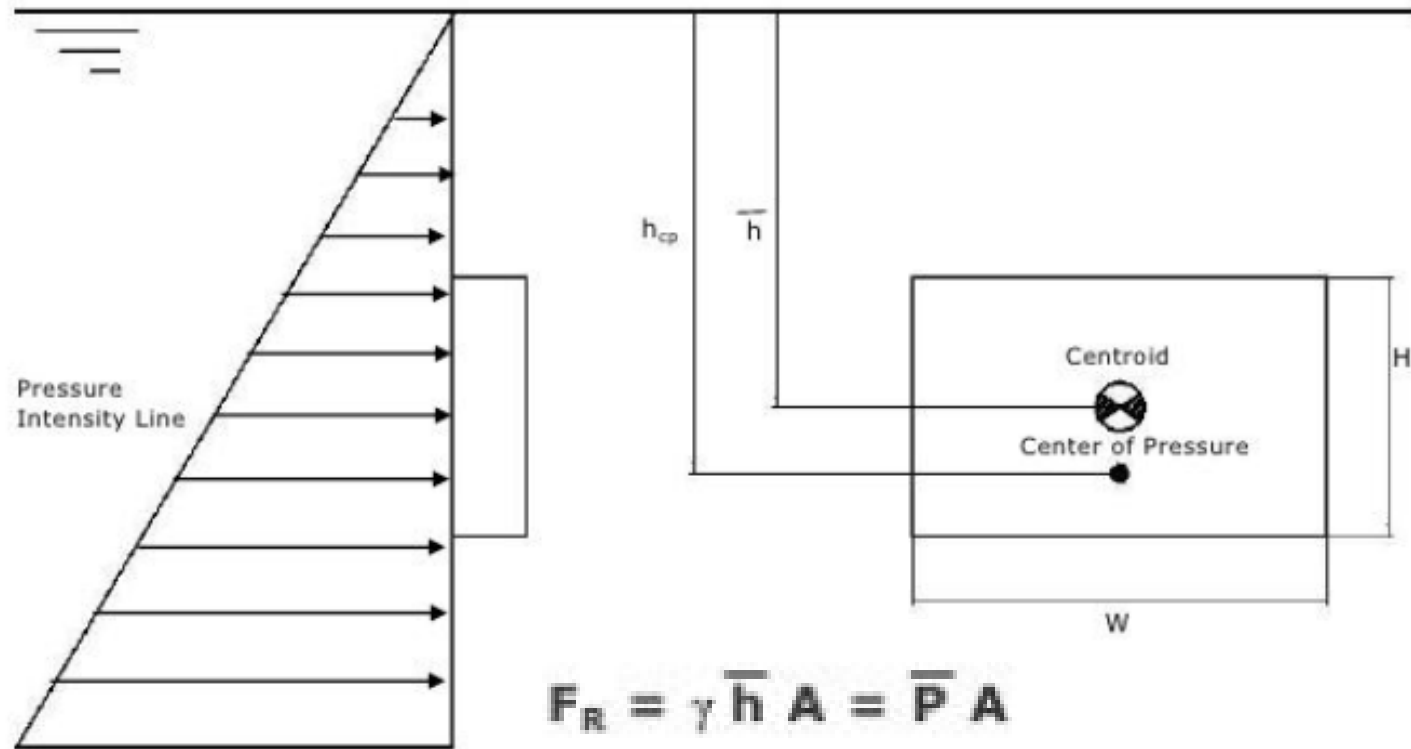 h_cp
h̅
Pressure
Intensity Line
Centroid
Center of Pressure
H
W
F_R = γ h̅ A = P̅ A